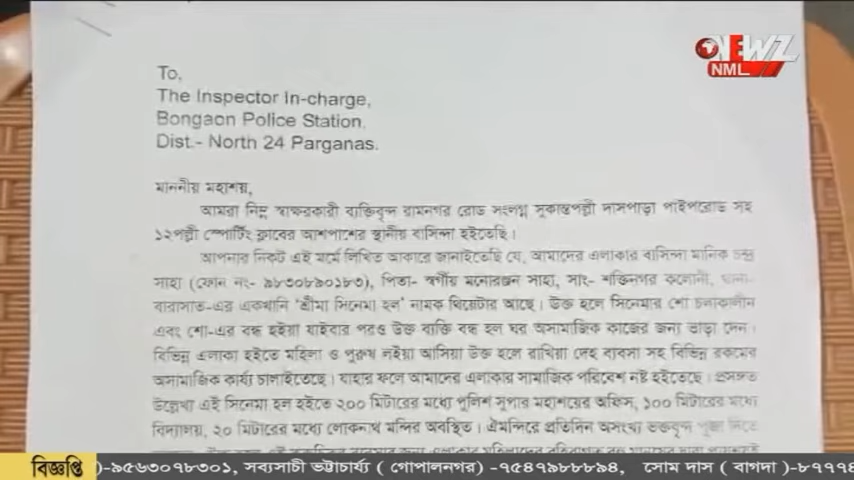 NEWZ
NML
To,
The Inspector In-charge,
Bongaon Police Station.
Dist.- North 24 Parganas.
মাননীয় মহাশয়,
আমরা নিম্ন স্বাক্ষরকারী ব্যক্তিবৃন্দ রামনগর রোড সংলগ্ন সুকান্তপল্লী দাসপাড়া পাইপরোড সহ
১২পল্লী স্পোর্টিং ক্লাবের আশপাশের স্থানীয় বাসিন্দা হইতেছি।
আপনার নিকট এই মর্মে লিখিত আকারে জানাইতেছি যে, আমাদের এলাকার বাসিন্দা মানিক চন্দ্র
সাহা (ফোন নং- ৯৮৩০৮৯০১৮৩), পিতা- স্বর্গীয় মনোরঞ্জন সাহা, সাং- শক্তিনগর কলোনী, থানা-
বারাসাত-এর একখানি 'শ্রীমা সিনেমা হল' নামক থিয়েটার আছে। উক্ত হলে সিনেমার শো চলাকালীন
এবং শো-এর বন্ধ হইয়া যাইবার পরও উক্ত ব্যক্তি বন্ধ হল ঘর অসামাজিক কাজের জন্য ভাড়া দেন।
বিভিন্ন এলাকা হইতে মহিলা ও পুরুষ লইয়া আসিয়া উক্ত হলে রাখিয়া দেহ ব্যবসা সহ বিভিন্ন রকমের
অসামাজিক কার্য্য চালাইতেছে। যাহার ফলে আমাদের এলাকার সামাজিক পরিবেশ নষ্ট হইতেছে। প্রসঙ্গত
উল্লেখ্য এই সিনেমা হল হইতে ২০০ মিটারের মধ্যে পুলিশ সুপার মহাশয়ের অফিস, ১০০ মিটারের মধ্যে
বিদ্যালয়, ২০ মিটারের মধ্যে লোকনাথ মন্দির অবস্থিত। ঐমন্দিরে প্রতিদিন অসংখ্য ভক্তবৃন্দ পূজা দিতে
বিজ্ঞপ্তি )-৯৫৬৩০৭৮৩০১, সব্যসাচী ভট্টাচার্য্য ( গোপালনগর) -৭৫৪৭৯৮৮৮৯৪, সোম দাস ( বাগদা )-৮৭৭৭৪